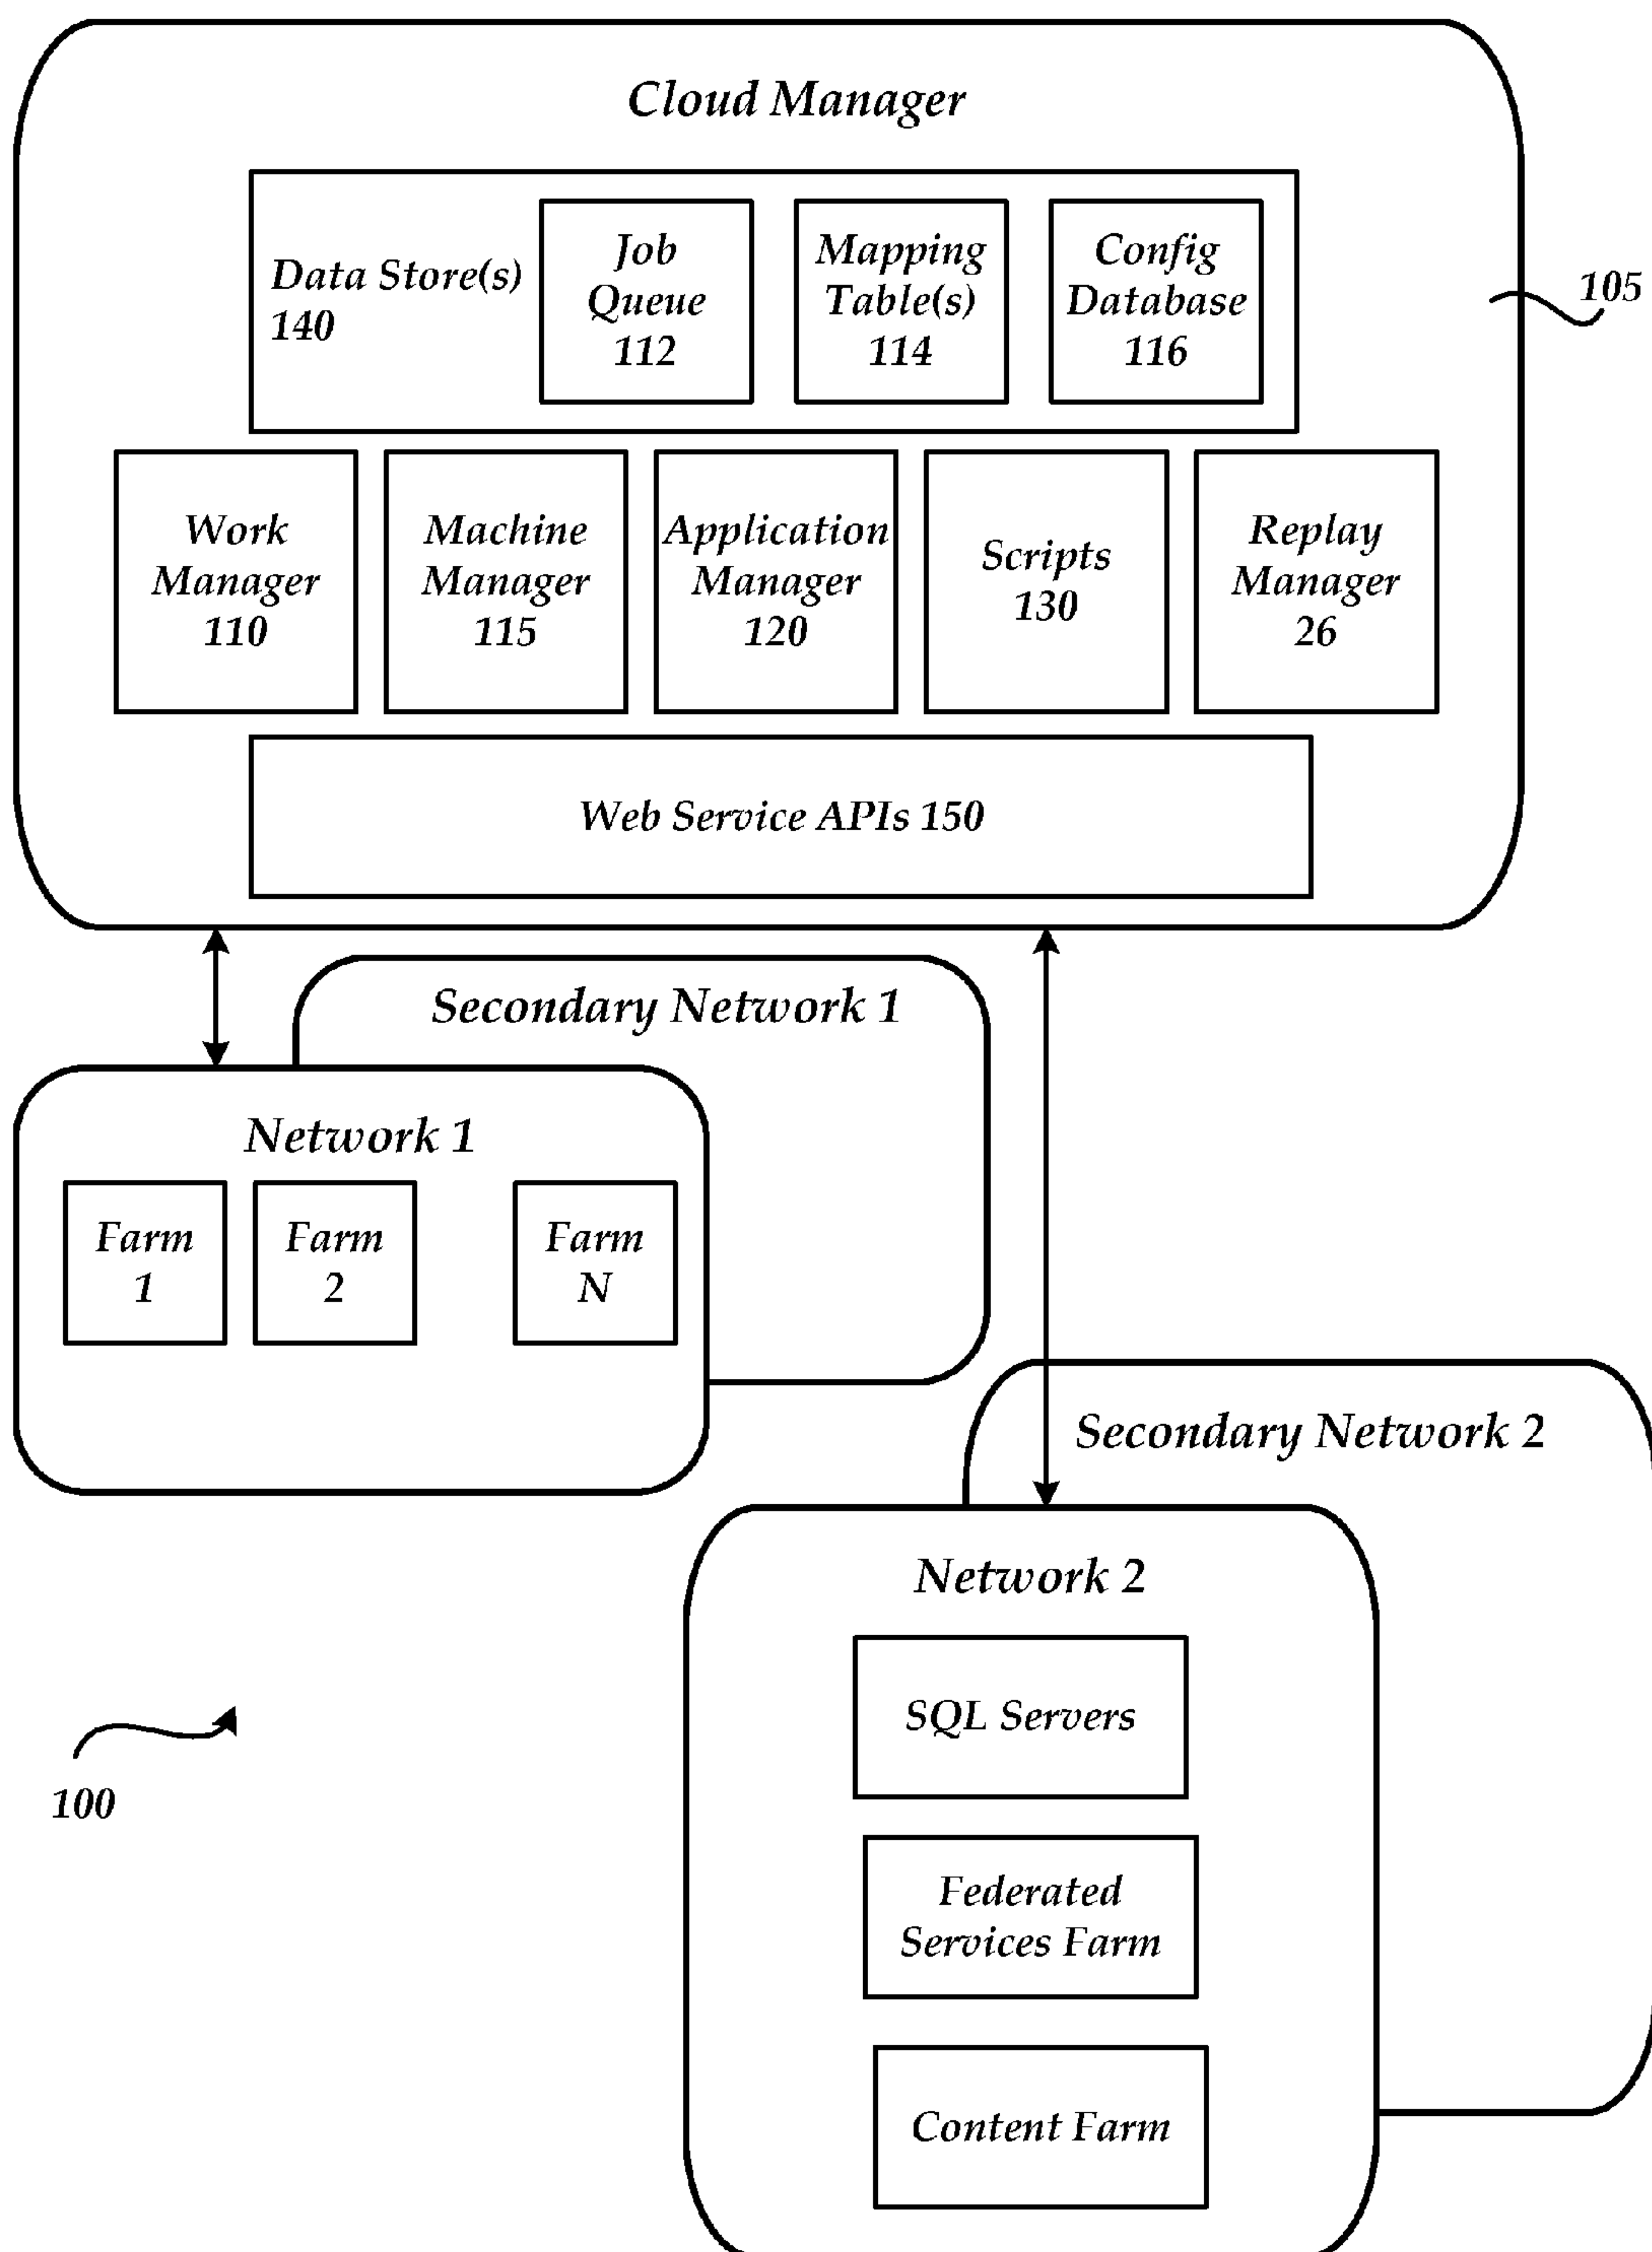 Cloud Manager
Data Store(s)
140
Job
Queue
112
Mapping
Table(s)
114
Config
Database
116
105
Work
Manager
110
Machine
Manager
115
Application
Manager
120
Scripts
130
Replay
Manager
26
Web Service APIs 150
Secondary Network 1
Network 1
Farm
1
Farm
2
Farm
N
Secondary Network 2
Network 2
SQL Servers
Federated
Services Farm
Content Farm
100